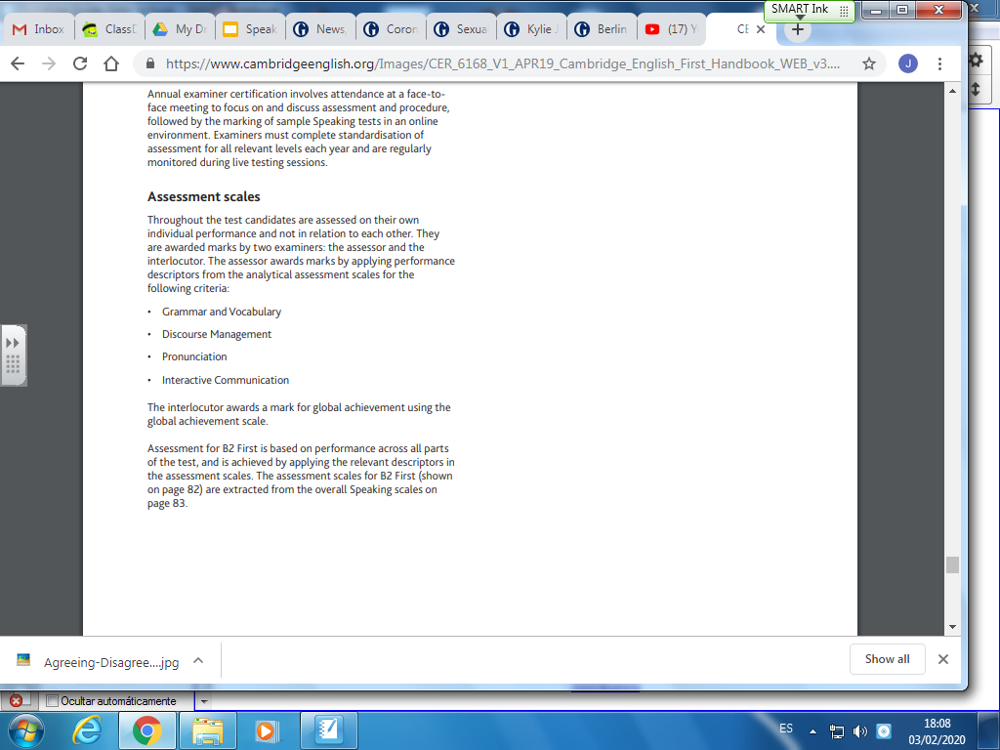 SMART Ink
Inbox ClassD My Dr Speak News, Coron Sexua Kylie J Berlin (17) Y CE
https://www.cambridgeenglish.org/Images/CER_6168_V1_APR19_Cambridge_English_First_Handbook_WEB_v3.... J
Annual examiner certification involves attendance at a face-to-
face meeting to focus on and discuss assessment and procedure,
followed by the marking of sample Speaking tests in an online
environment. Examiners must complete standardisation of
assessment for all relevant levels each year and are regularly
monitored during live testing sessions.
Assessment scales
Throughout the test candidates are assessed on their own
individual performance and not in relation to each other. They
are awarded marks by two examiners: the assessor and the
interlocutor. The assessor awards marks by applying performance
descriptors from the analytical assessment scales for the
following criteria:
• Grammar and Vocabulary
• Discourse Management
• Pronunciation
• Interactive Communication
The interlocutor awards a mark for global achievement using the
global achievement scale.
Assessment for B2 First is based on performance across all parts
of the test, and is achieved by applying the relevant descriptors in
the assessment scales. The assessment scales for B2 First (shown
on page 82) are extracted from the overall Speaking scales on
page 83.
Agreeing-Disagree....jpg Show all
Ocultar automáticamente
ES 18:08
03/02/2020